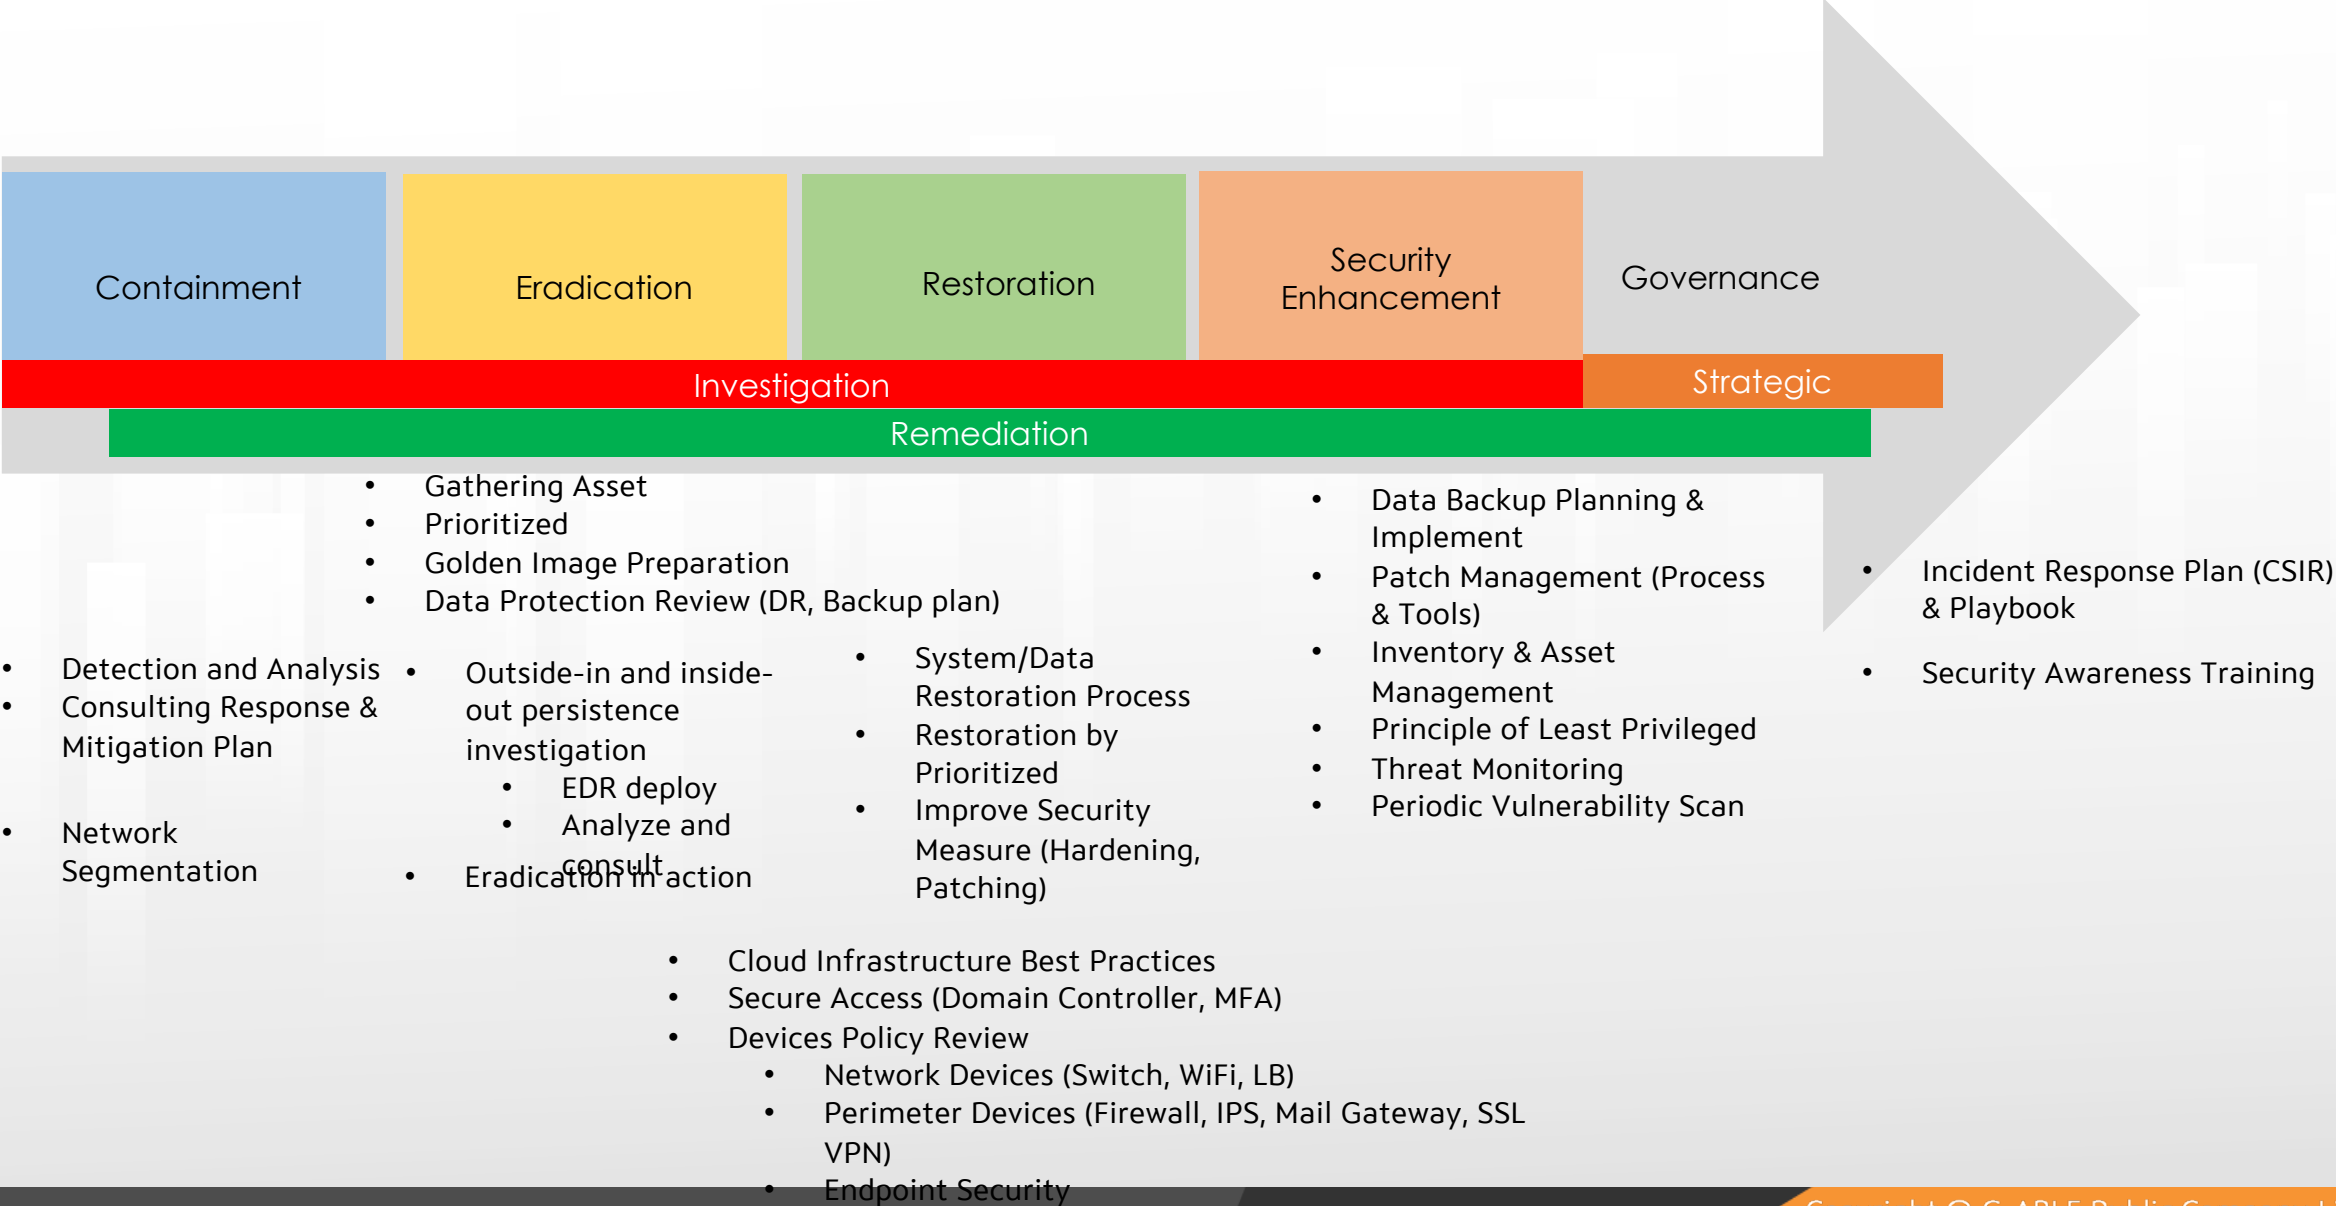 Containment
Eradication
Restoration
Security
Enhancement
Governance
Investigation
Strategic
Remediation
• Gathering Asset
• Prioritized
• Golden Image Preparation
• Data Protection Review (DR, Backup plan)
• Detection and Analysis
• Consulting Response &
Mitigation Plan
• Network
Segmentation
• Outside-in and inside-
out persistence
investigation
• EDR deploy
• Analyze and
consult
• Eradication in action
• System/Data
Restoration Process
• Restoration by
Prioritized
• Improve Security
Measure (Hardening,
Patching)
• Data Backup Planning &
Implement
• Patch Management (Process
& Tools)
• Inventory & Asset
Management
• Principle of Least Privileged
• Threat Monitoring
• Periodic Vulnerability Scan
• Incident Response Plan (CSIR)
& Playbook
• Security Awareness Training
• Cloud Infrastructure Best Practices
• Secure Access (Domain Controller, MFA)
• Devices Policy Review
• Network Devices (Switch, WiFi, LB)
• Perimeter Devices (Firewall, IPS, Mail Gateway, SSL
VPN)
• Endpoint Security